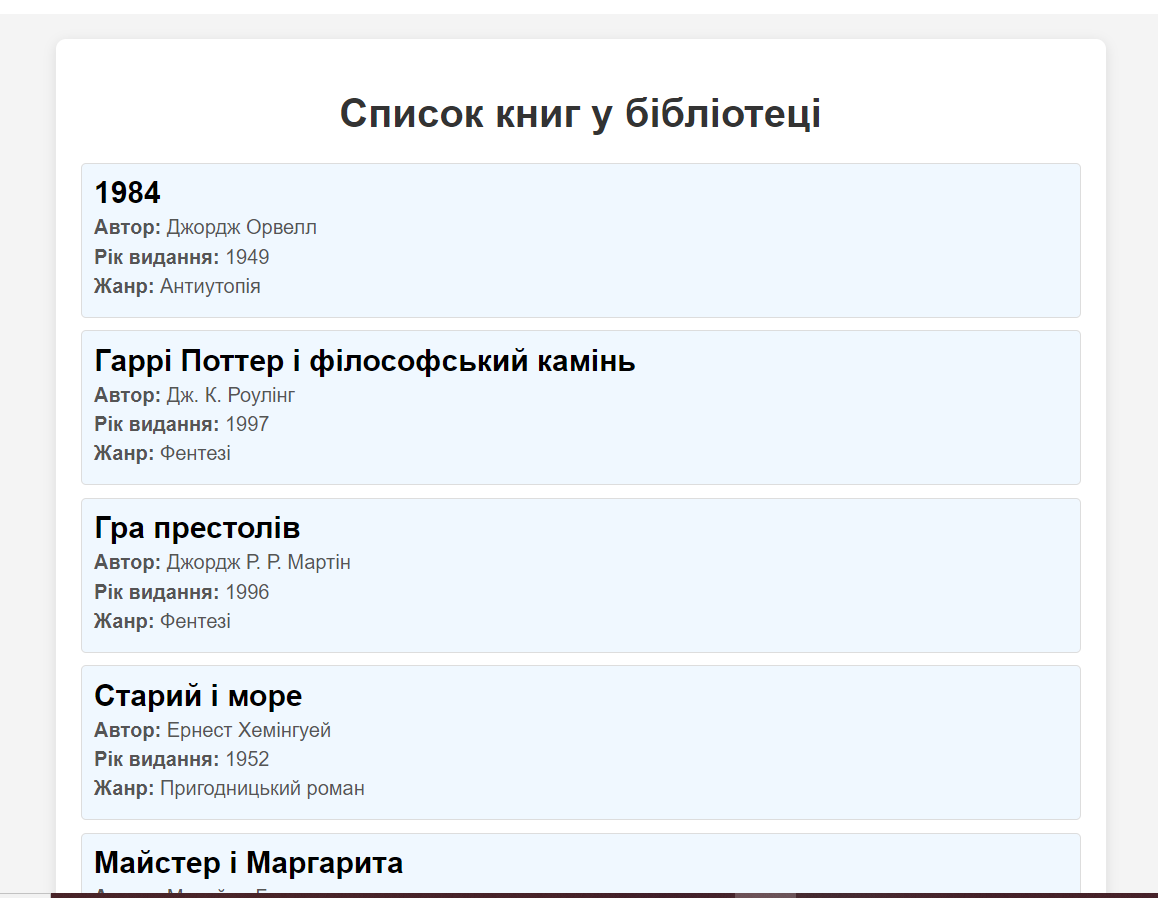 Список книг у бібліотеці
1984
Автор: Джордж Орвелл
Рік видання: 1949
Жанр: Антиутопія
Гаррі Поттер і філософський камінь
Автор: Дж. К. Роулінг
Рік видання: 1997
Жанр: Фентезі
Гра престолів
Автор: Джордж Р. Р. Мартін
Рік видання: 1996
Жанр: Фентезі
Старий і море
Автор: Ернест Хемінгуей
Рік видання: 1952
Жанр: Пригодницький роман
Майстер і Маргарита